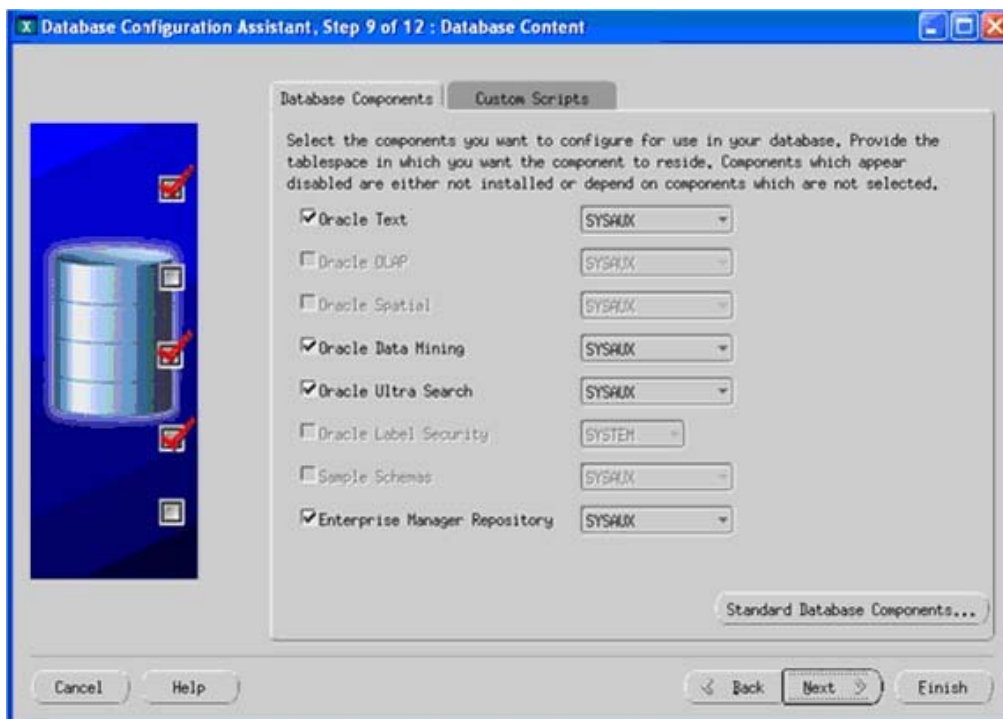 X Database Configuration Assistant, Step 9 of 12 : Database Content
Database Components
Custom Scripts
Select the components you want to configure for use in your database. Provide the
tablespace in which you want the component to reside. Components which appear
disabled are either not installed or depend on components which are not selected.
Oracle Text SYSAUX
Oracle OLAP SYSAUX
Oracle Spatial SYSAUX
Oracle Data Mining SYSAUX
Oracle Ultra Search SYSAUX
Oracle Label Security SYSTEM
Sample Schemas SYSAUX
Enterprise Manager Repository SYSAUX
Standard Database Components...
Cancel Help Back Next Finish